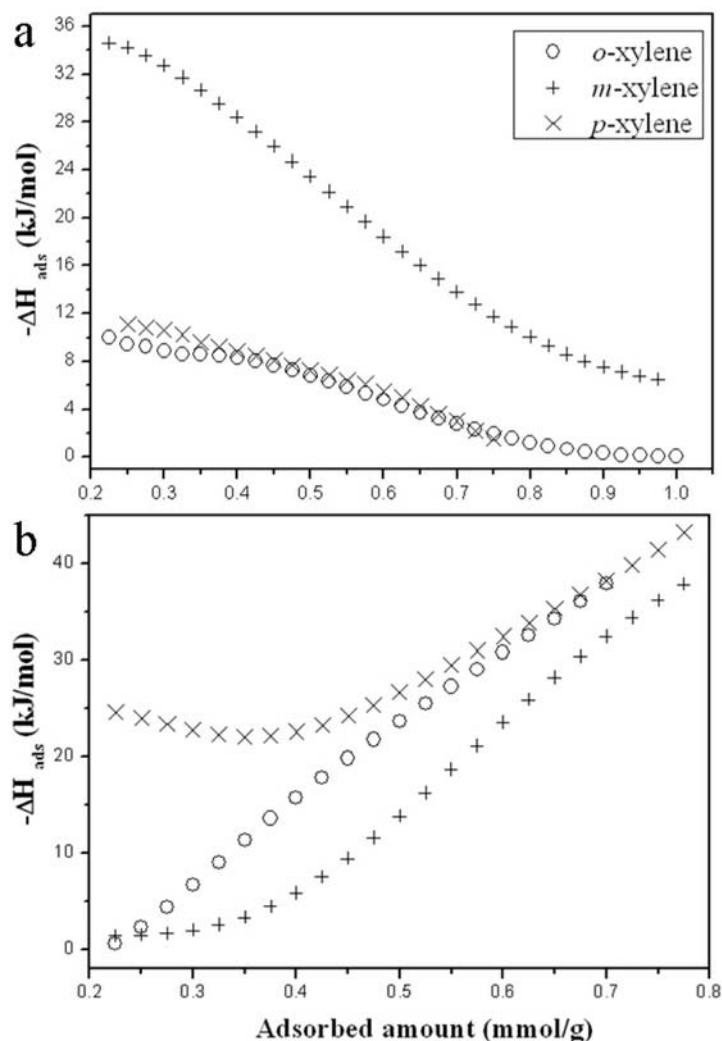 a
o-xylene
m-xylene
p-xylene
-ΔH ads (kJ/mol)
36
32
28
24
20
16
12
8
4
0
0.2 0.3 0.4 0.5 0.6 0.7 0.8 0.9 1.0
b
-ΔH ads (kJ/mol)
40
30
20
10
0
0.2 0.3 0.4 0.5 0.6 0.7 0.8
Adsorbed amount (mmol/g)